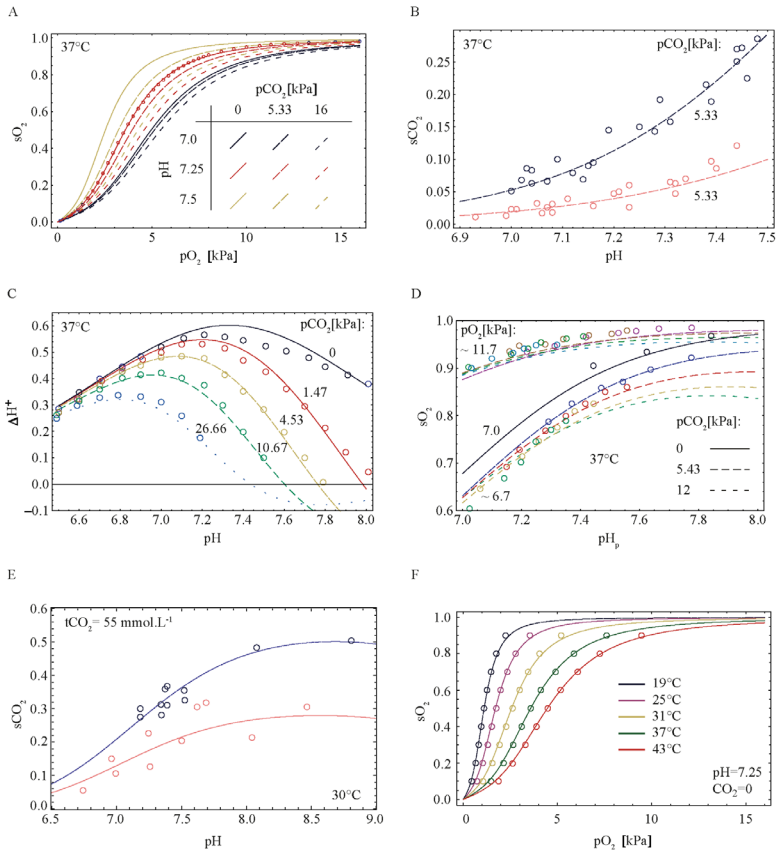 A
37°C
pCO2[kPa]
0 5.33 16
7.0
7.25
7.5
pH
sO2
1.0
0.8
0.6
0.4
0.2
0.0
0 5 10 15
pO2 [kPa]
B
37°C
pCO2[kPa]:
5.33
5.33
sCO2
0.30
0.25
0.20
0.15
0.10
0.05
0.00
6.9 7.0 7.1 7.2 7.3 7.4 7.5
pH
C
37°C
pCO2[kPa]:
0
1.47
4.53
10.67
26.66
ΔH+
0.6
0.5
0.4
0.3
0.2
0.1
0.0
−0.1
6.6 6.8 7.0 7.2 7.4 7.6 7.8 8.0
pH
D
pO2[kPa]:
~ 11.7
7.0
~ 6.7
37°C
pCO2[kPa]:
0
5.43
12
sO2
1.0
0.9
0.8
0.7
0.6
7.0 7.2 7.4 7.6 7.8 8.0
pHp
E
tCO2= 55 mmol.L-1
30°C
sCO2
0.6
0.5
0.4
0.3
0.2
0.1
0.0
6.5 7.0 7.5 8.0 8.5 9.0
pH
F
19°C
25°C
31°C
37°C
43°C
pH=7.25
CO2=0
sO2
1.0
0.8
0.6
0.4
0.2
0.0
0 5 10 15
pO2 [kPa]